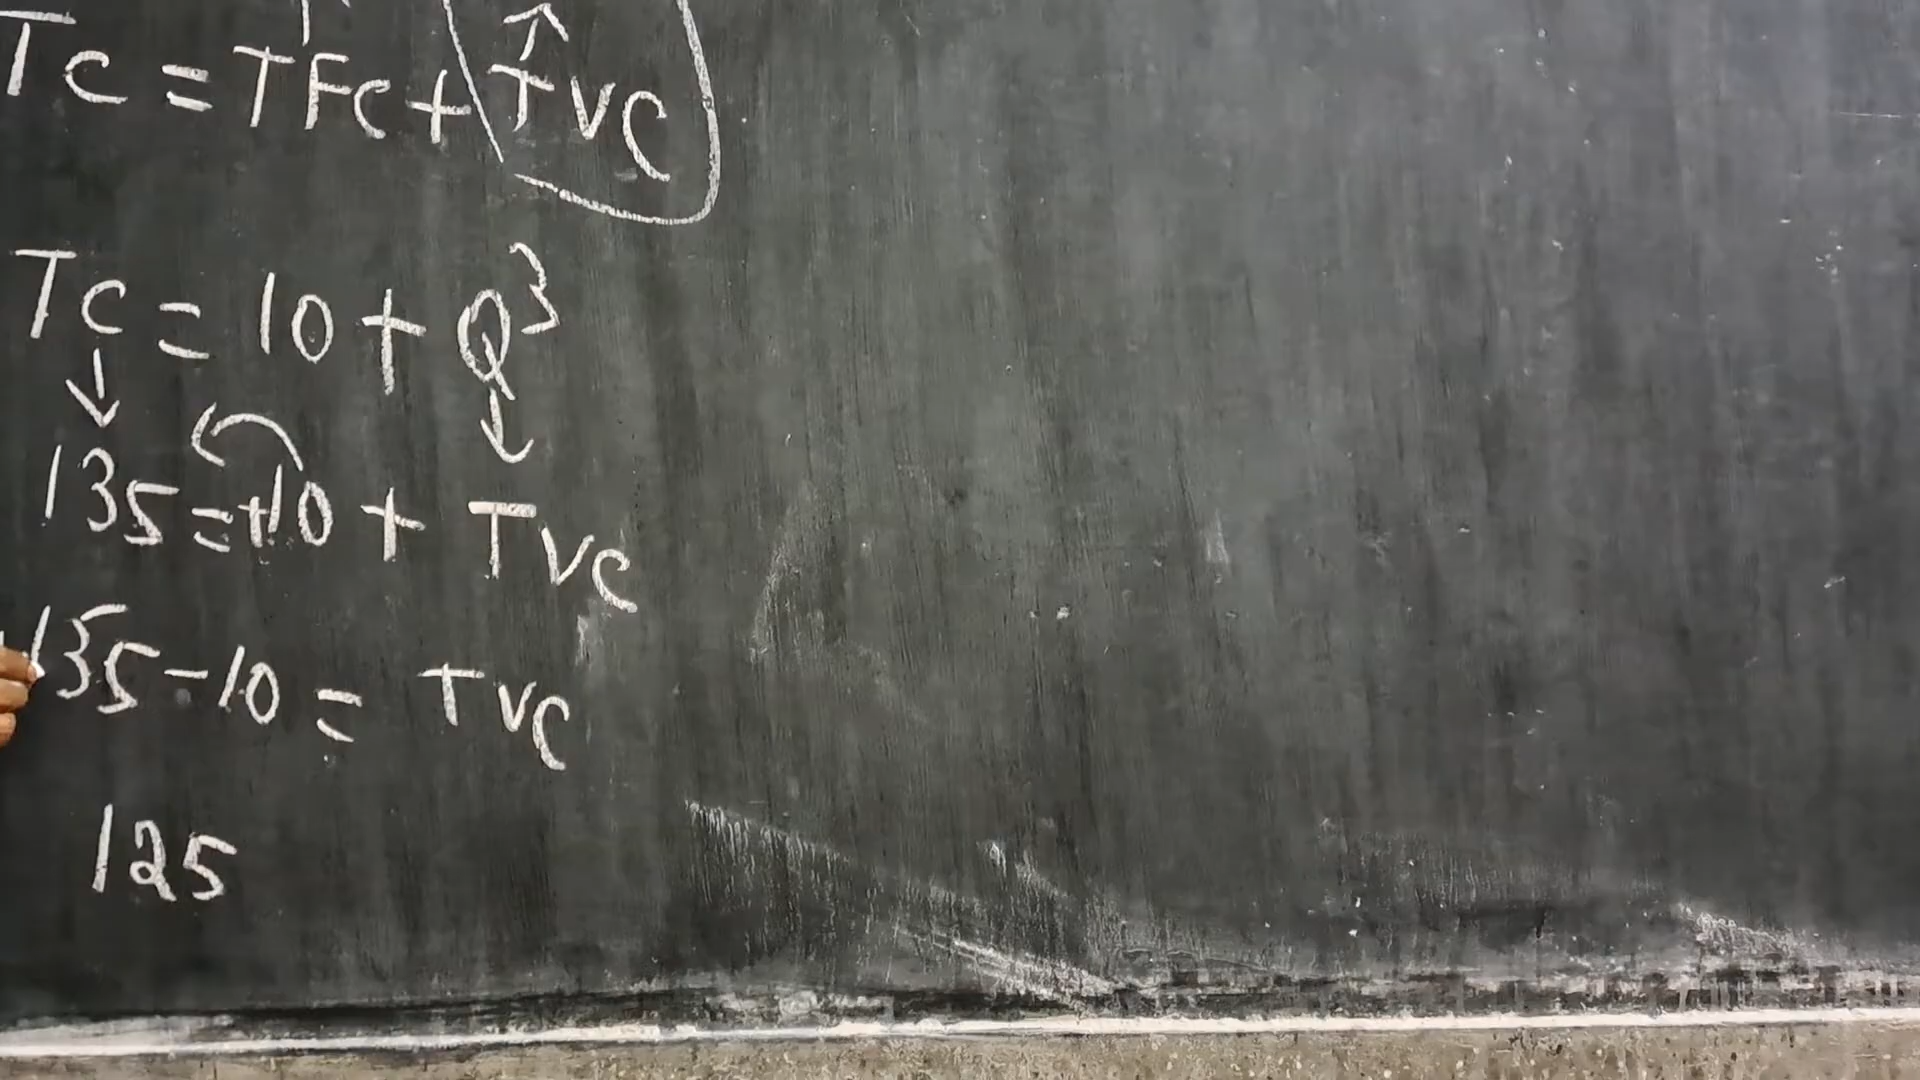 Tc = TFc + TVC
Tc = 10 + Q³
135 = +10 + TVC
135 - 10 = TVC
125